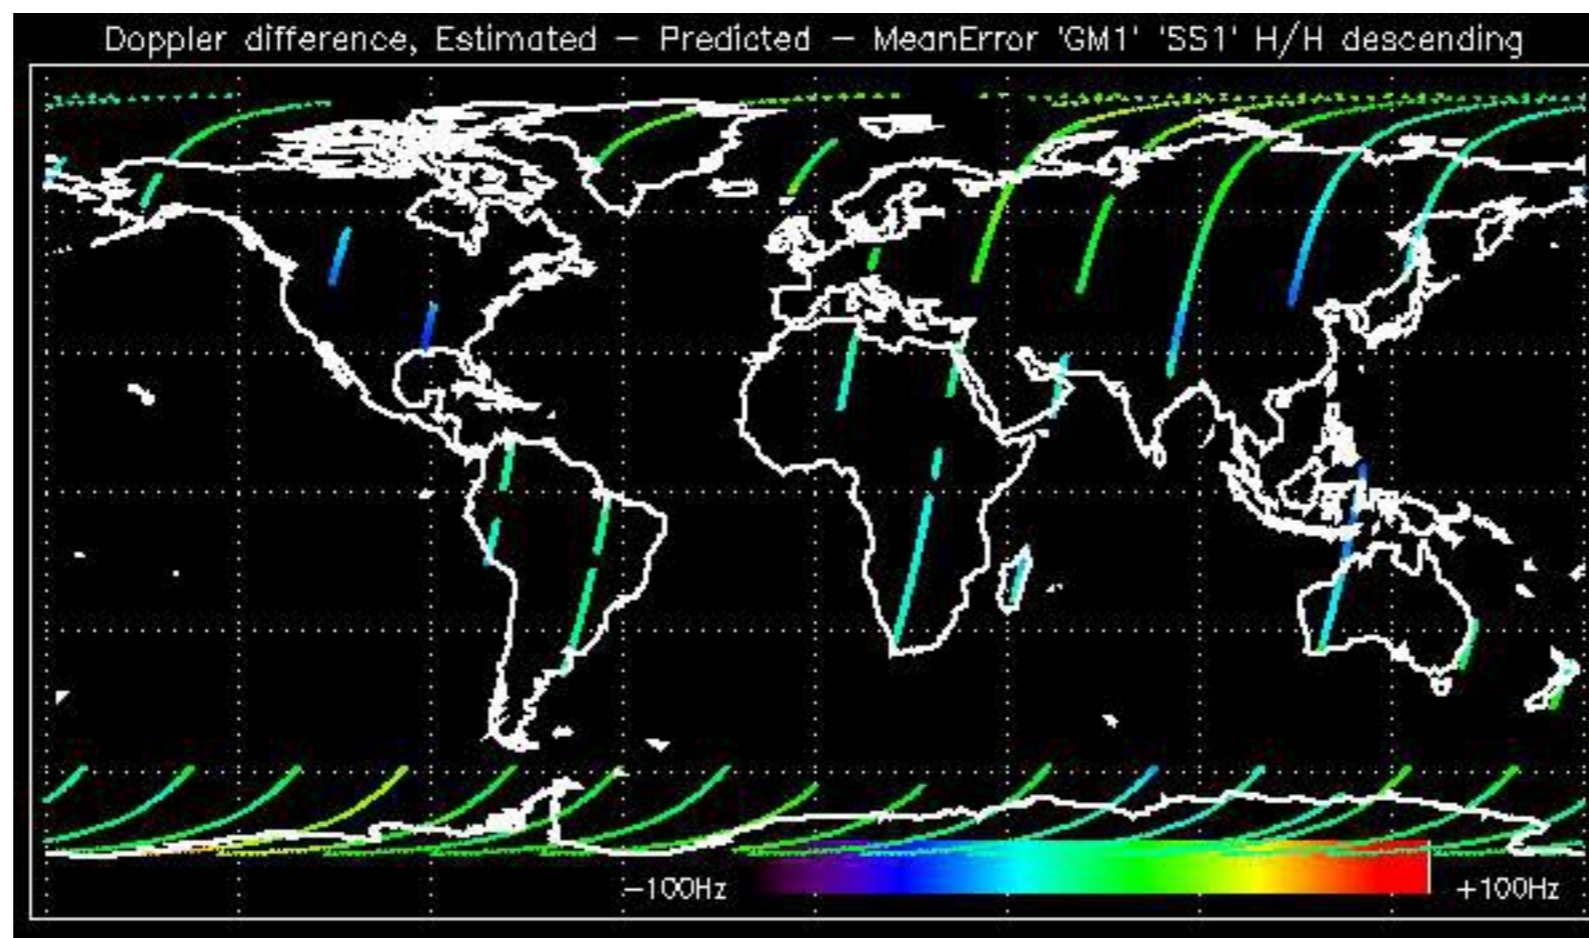 Doppler difference, Estimated – Predicted – MeanError 'GM1' 'SS1' H/H descending
–100Hz +100Hz